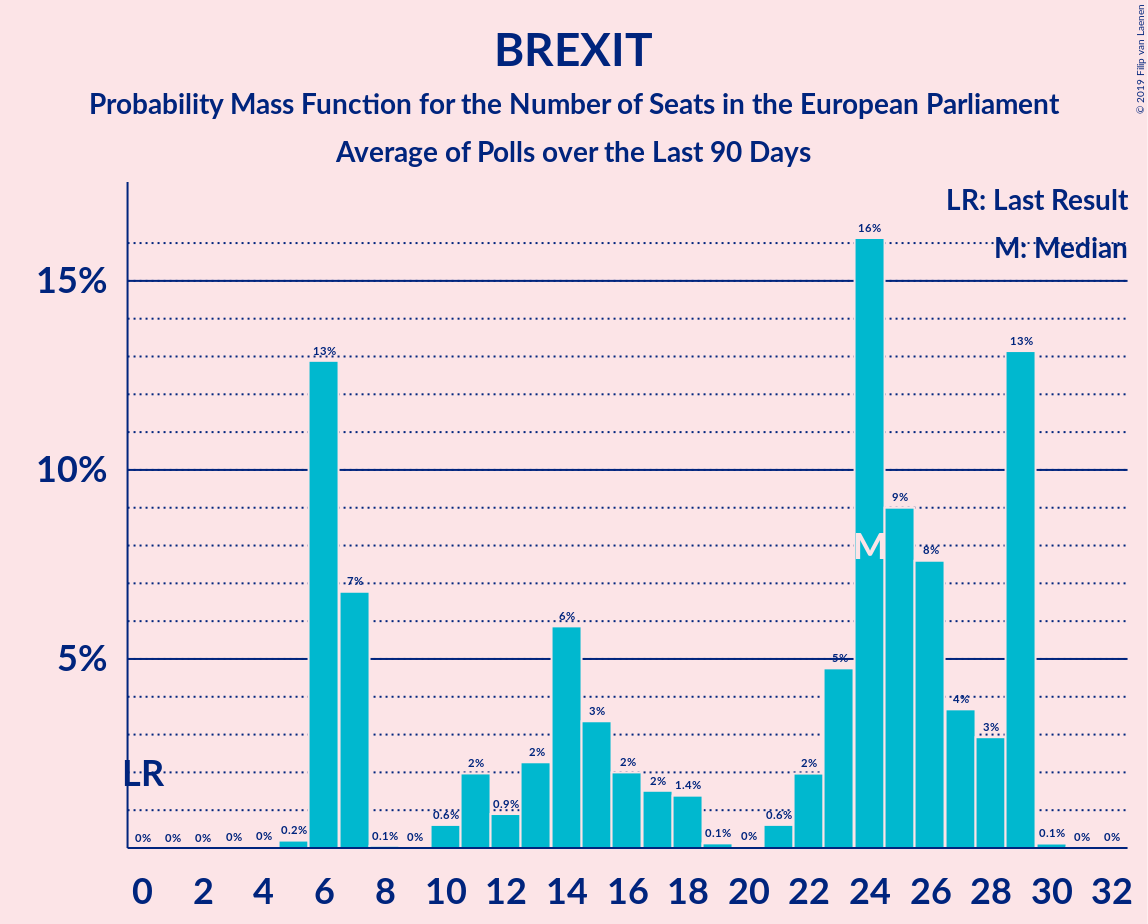 BREXIT
Probability Mass Function for the Number of Seats in the European Parliament
Average of Polls over the Last 90 Days
© 2019 Filip van Laenen
LR: Last Result
M: Median
15%
10%
5%
LR
M
0% 0% 0% 0% 0% 0.2% 13% 7% 0.1% 0% 0.6% 2% 0.9% 2% 6% 3% 2% 2% 1.4% 0.1% 0% 0.6% 2% 5% 16% 9% 8% 4% 3% 13% 0.1% 0% 0%
0 2 4 6 8 10 12 14 16 18 20 22 24 26 28 30 32